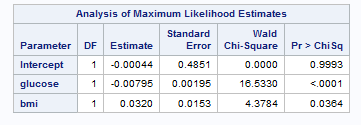 Analysis of Maximum Likelihood Estimates
Parameter DF Estimate Standard Error Wald Chi-Square Pr > ChiSq
Intercept 1 -0.00044 0.4851 0.0000 0.9993
glucose 1 -0.00795 0.00195 16.5330 <.0001
bmi 1 0.0320 0.0153 4.3784 0.0364